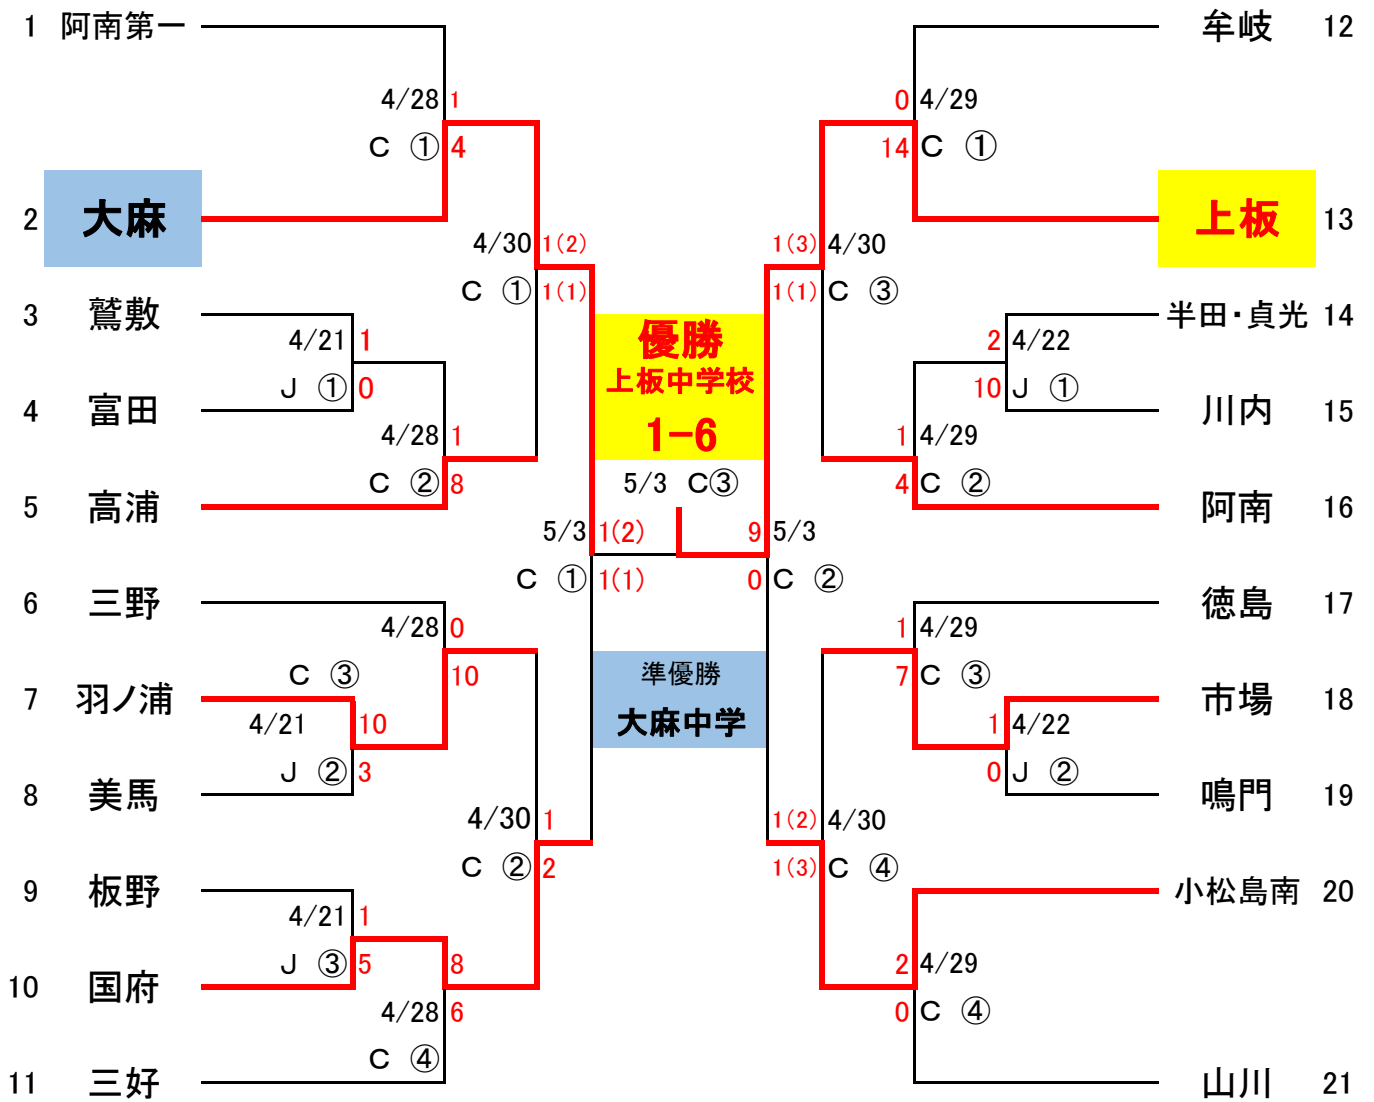 1 阿南第一
4/28 1
C ① 4
2 大麻
4/30 1(2)
C ① 1(1)
3 鷲敷
4/21 1
J ① 0
4 富田
4/28 1
C ② 8
5 高浦
5/3 1(2)
C ① 1(1)
6 三野
4/28 0
C ③ 10
7 羽ノ浦
4/21 10
J ② 3
8 美馬
4/30 1
C ② 2
9 板野
4/21 1
J ③ 5
10 国府
8
4/28 6
C ④
11 三好
優勝
上板中学校
1-6
5/3 C③
準優勝
大麻中学
牟岐 12
0 4/29
14 C ①
上板 13
1(3) 4/30
1(1) C ③
半田・貞光 14
2 4/22
10 J ①
川内 15
1 4/29
4 C ②
阿南 16
9 5/3
0 C ②
徳島 17
1 4/29
7 C ③
市場 18
1 4/22
0 J ②
鳴門 19
1(2) 4/30
1(3) C ④
小松島南 20
2 4/29
0 C ④
山川 21